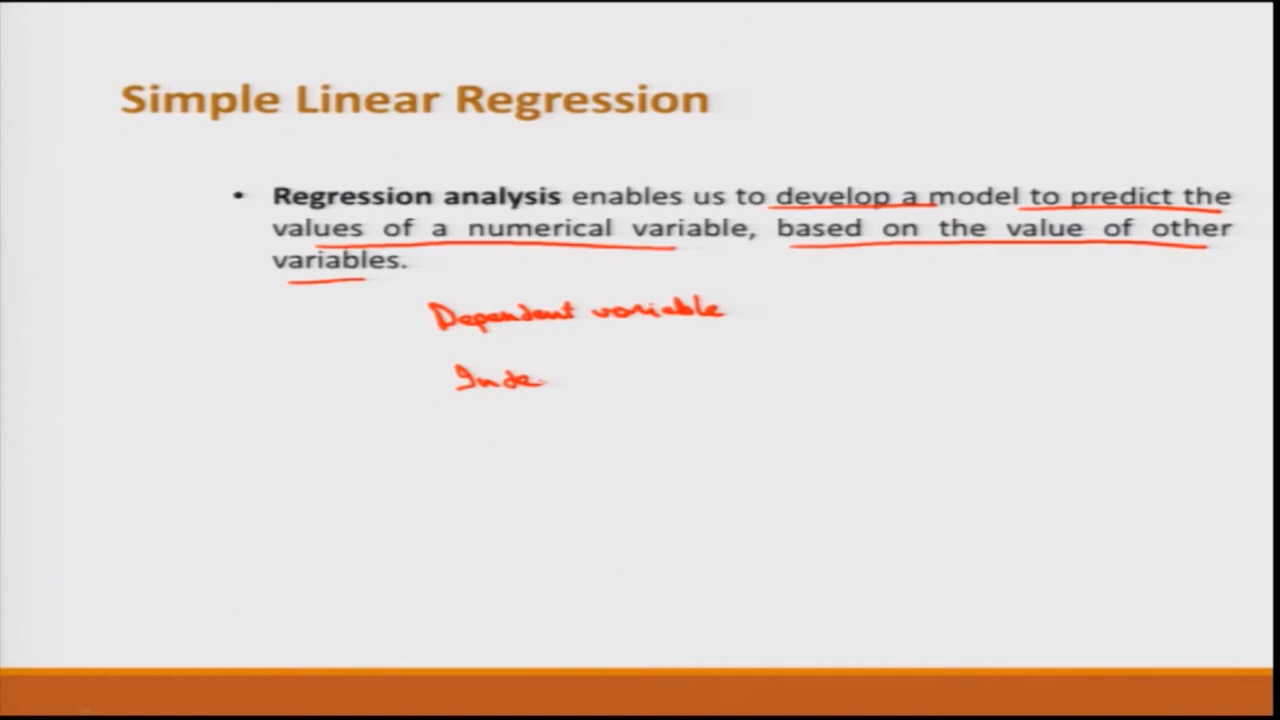 Simple Linear Regression
• Regression analysis enables us to develop a model to predict the
values of a numerical variable, based on the value of other
variables.
Dependent variable
Inde